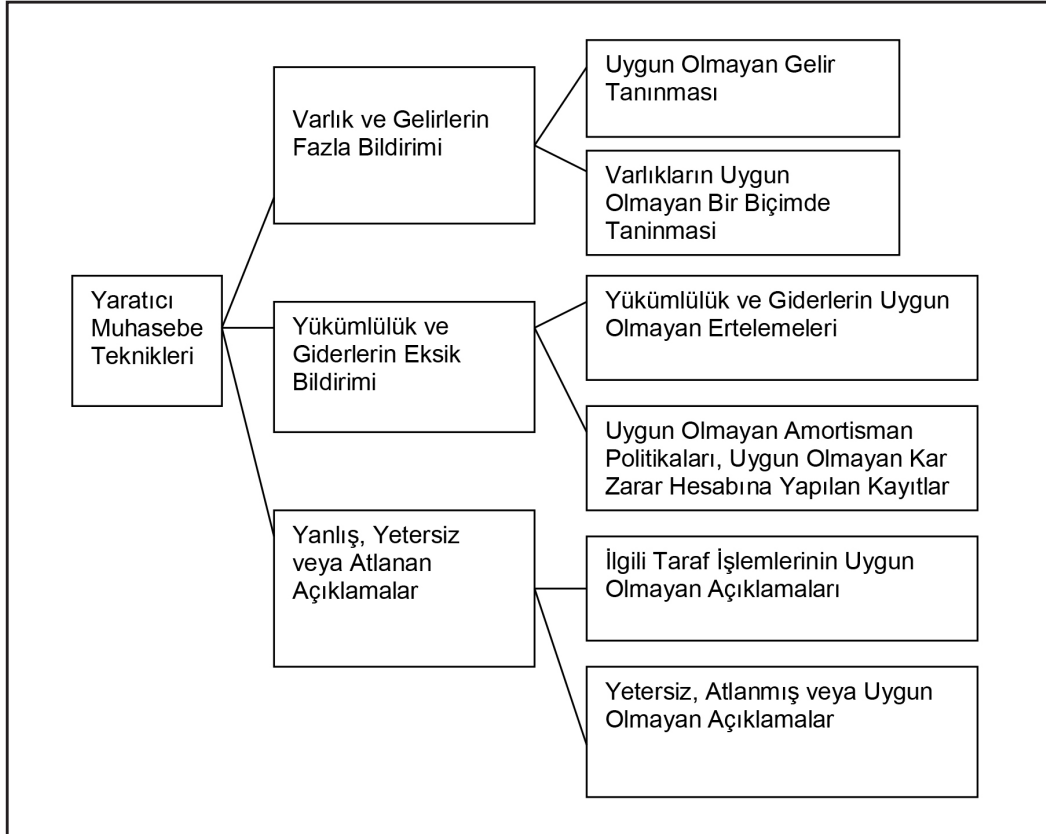 Yaratıcı
Muhasebe
Teknikleri
Varlık ve Gelirlerin
Fazla Bildirimi
Uygun Olmayan Gelir
Tanınması
Varlıkların Uygun
Olmayan Bir Biçimde
Taninmasi
Yükümlülük ve
Giderlerin Eksik
Bildirimi
Yükümlülük ve Giderlerin Uygun
Olmayan Ertelemeleri
Uygun Olmayan Amortisman
Politikaları, Uygun Olmayan Kar
Zarar Hesabına Yapılan Kayıtlar
Yanlış, Yetersiz
veya Atlanan
Açıklamalar
İlgili Taraf İşlemlerinin Uygun
Olmayan Açıklamaları
Yetersiz, Atlanmış veya Uygun
Olmayan Açıklamalar